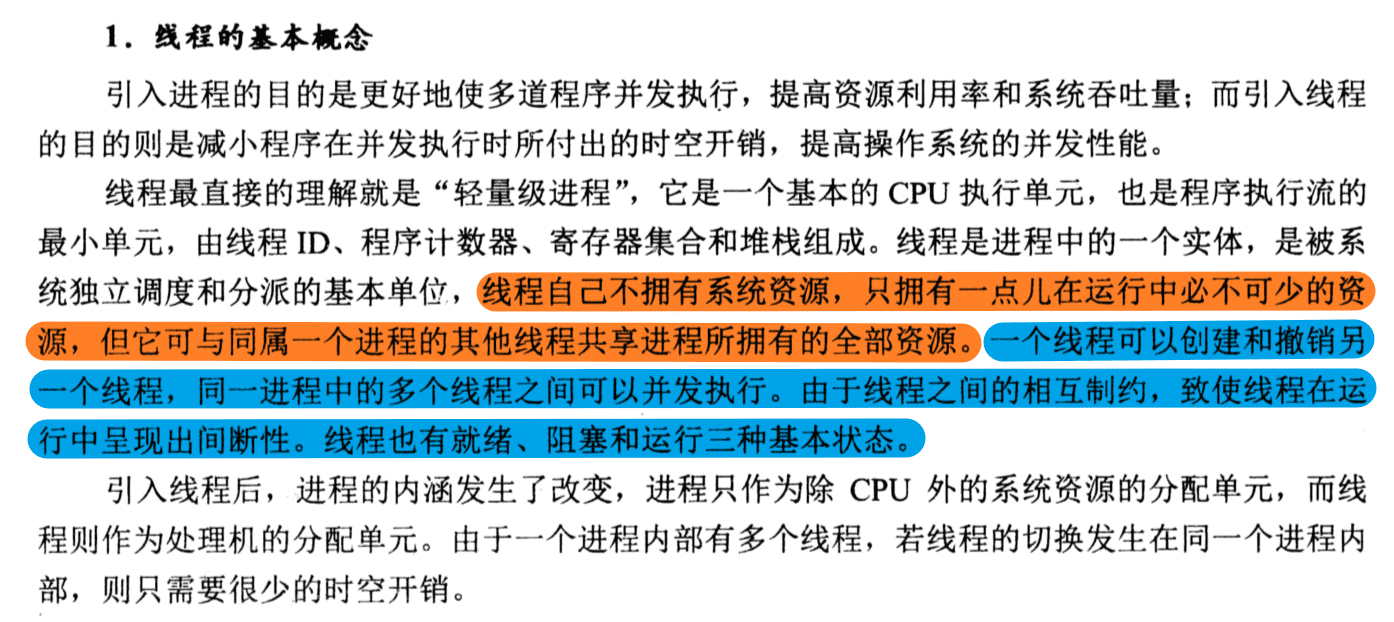 1．线程的基本概念
引入进程的目的是更好地使多道程序并发执行，提高资源利用率和系统吞吐量；而引入线程
的目的则是减小程序在并发执行时所付出的时空开销，提高操作系统的并发性能。
线程最直接的理解就是“轻量级进程”，它是一个基本的 CPU 执行单元，也是程序执行流的
最小单元，由线程 ID、程序计数器、寄存器集合和堆栈组成。线程是进程中的一个实体，是被系
统独立调度和分派的基本单位，线程自己不拥有系统资源，只拥有一点儿在运行中必不可少的资
源，但它可与同属一个进程的其他线程共享进程所拥有的全部资源。一个线程可以创建和撤销另
一个线程，同一进程中的多个线程之间可以并发执行。由于线程之间的相互制约，致使线程在运
行中呈现出间断性。线程也有就绪、阻塞和运行三种基本状态。
引入线程后，进程的内涵发生了改变，进程只作为除 CPU 外的系统资源的分配单元，而线
程则作为处理机的分配单元。由于一个进程内部有多个线程，若线程的切换发生在同一个进程内
部，则只需要很少的时空开销。